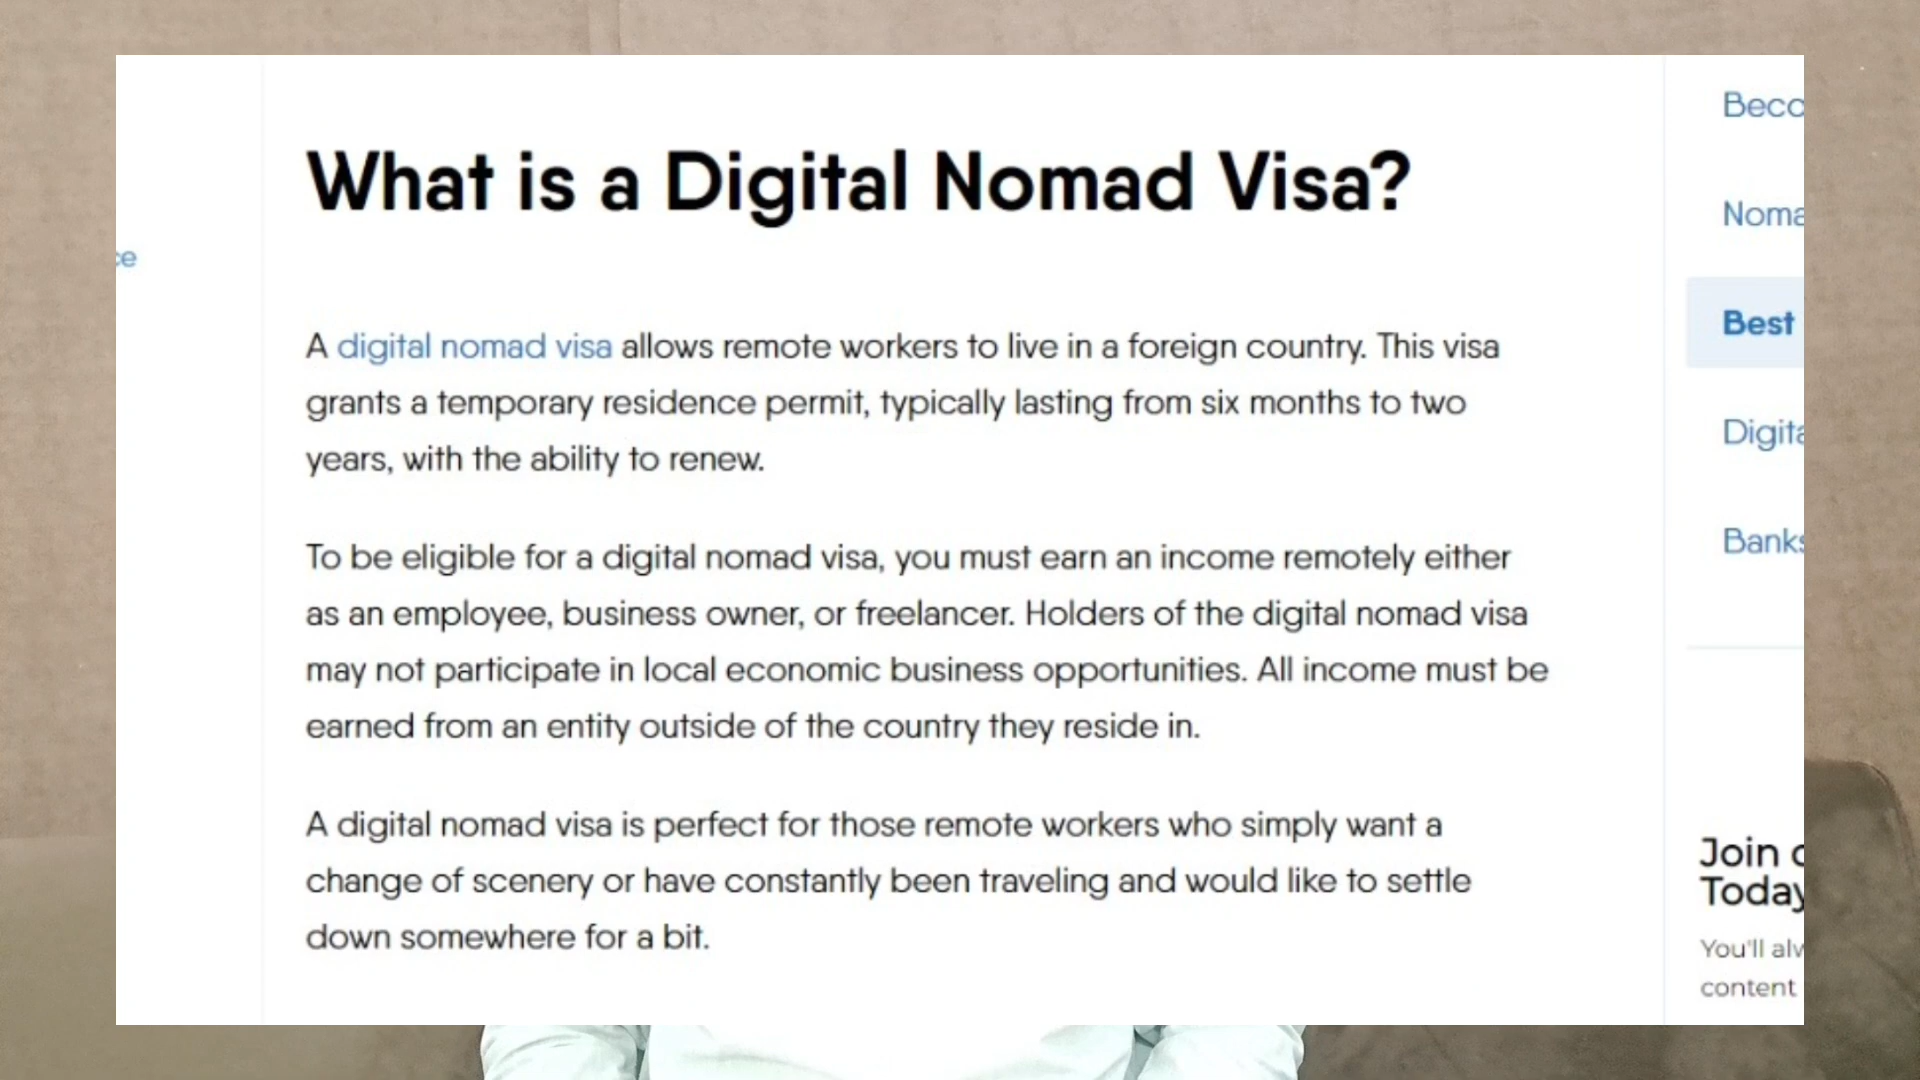 What is a Digital Nomad Visa?
A digital nomad visa allows remote workers to live in a foreign country. This visa
grants a temporary residence permit, typically lasting from six months to two
years, with the ability to renew.
To be eligible for a digital nomad visa, you must earn an income remotely either
as an employee, business owner, or freelancer. Holders of the digital nomad visa
may not participate in local economic business opportunities. All income must be
earned from an entity outside of the country they reside in.
A digital nomad visa is perfect for those remote workers who simply want a
change of scenery or have constantly been traveling and would like to settle
down somewhere for a bit.
Best
Join
Today
You'll
content